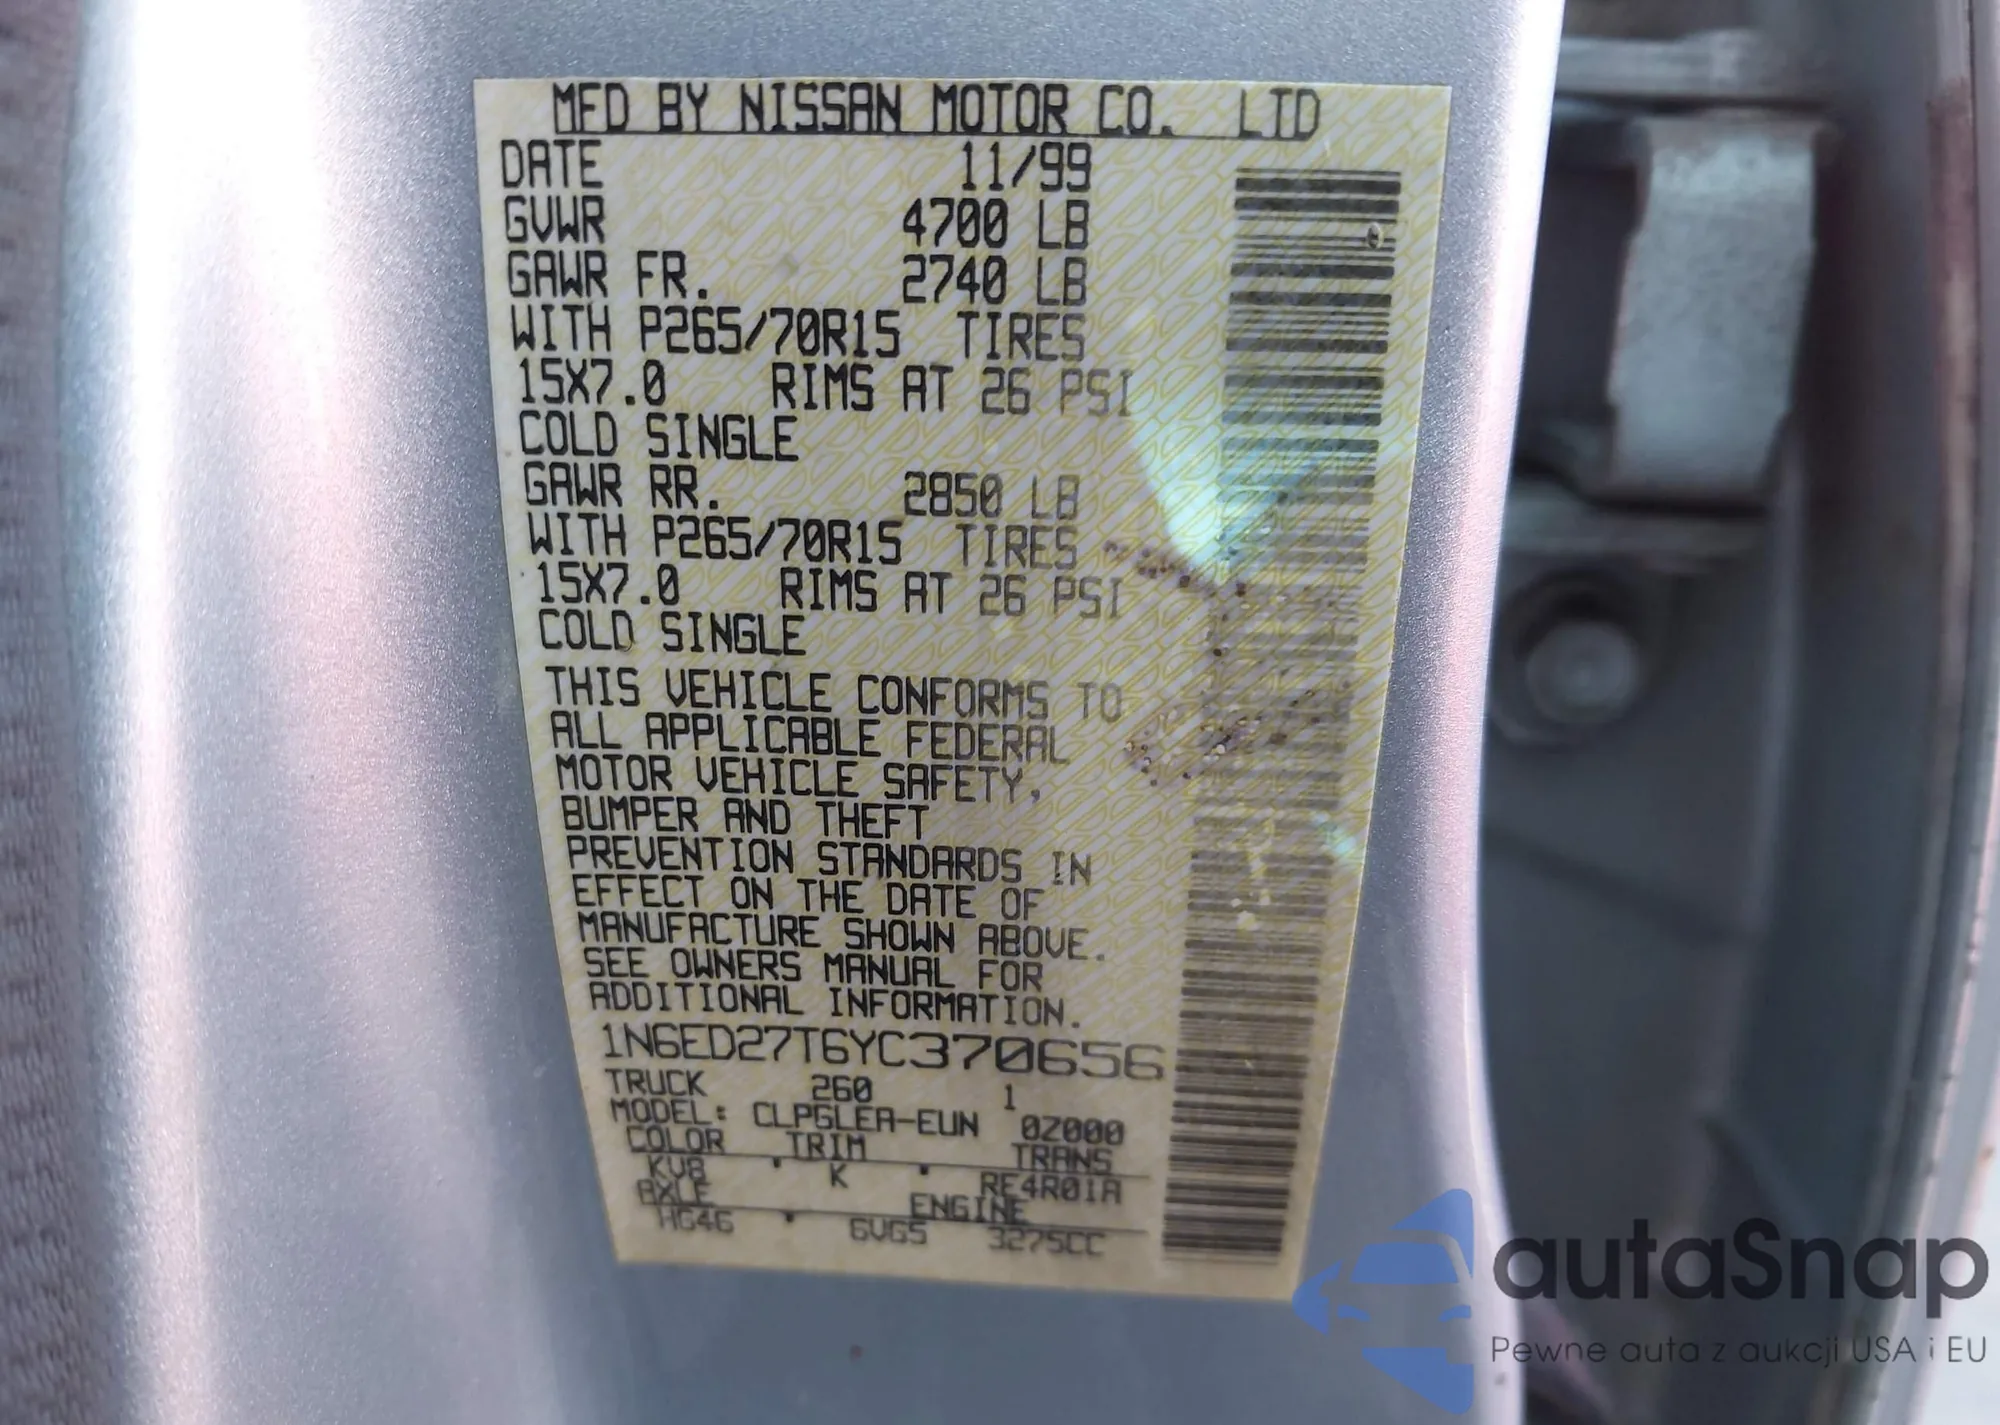 MFD BY NISSAN MOTOR CO. LTD
DATE 11/99
GVWR 4700 LB
GAWR FR. 2740 LB
WITH P265/70R15 TIRES
15X7.0 RIMS AT 26 PSI
COLD SINGLE
GAWR RR. 2850 LB
WITH P265/70R15 TIRES
15X7.0 RIMS AT 26 PSI
COLD SINGLE
THIS VEHICLE CONFORMS TO
ALL APPLICABLE FEDERAL
MOTOR VEHICLE SAFETY,
BUMPER AND THEFT
PREVENTION STANDARDS IN
EFFECT ON THE DATE OF
MANUFACTURE SHOWN ABOVE.
SEE OWNERS MANUAL FOR
ADDITIONAL INFORMATION.
1N6ED27T6YC370656
TRUCK 260 1
MODEL: CLPGLEA-EUN 0Z000
COLOR TRIM TRANS
KV8 K RE4R01A
AXLE ENGINE
HG46 6VG5 3275CC
autaSnap
Pewne auta z aukcji USA i EU